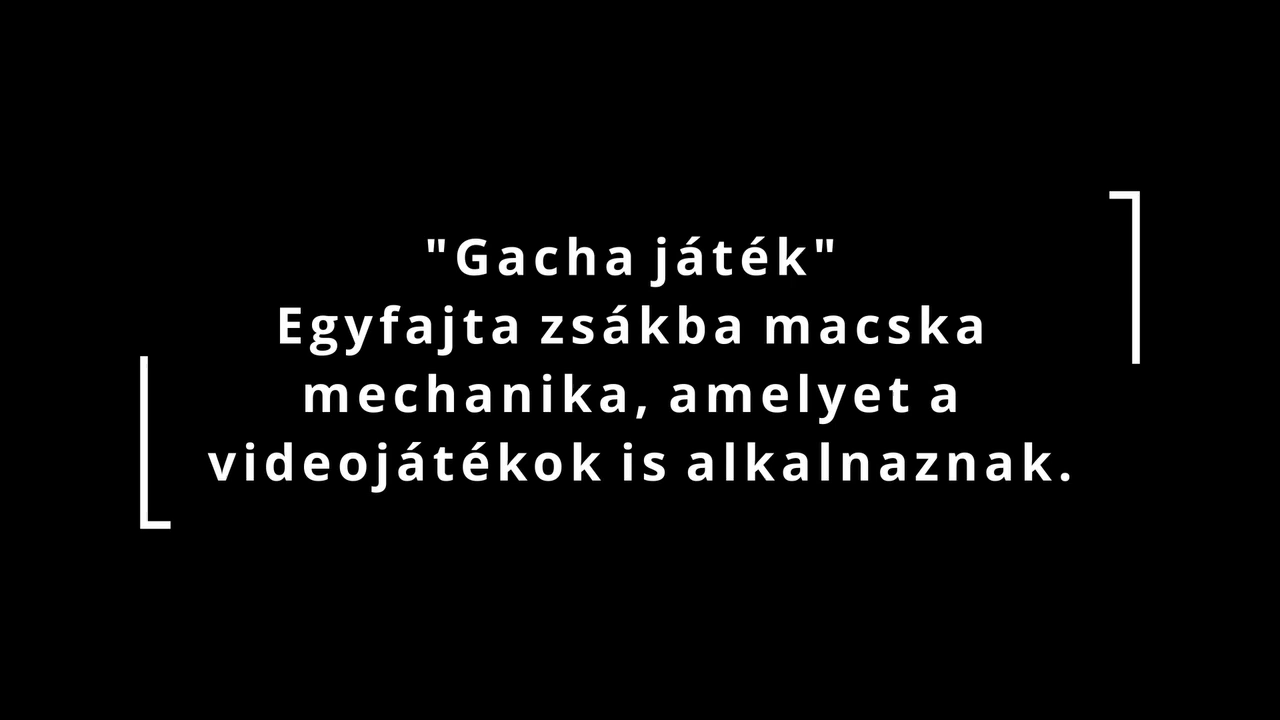 "Gacha játék"
Egyfajta zsákba macska
mechanika, amelyet a
videojátékok is alkalnaznak.